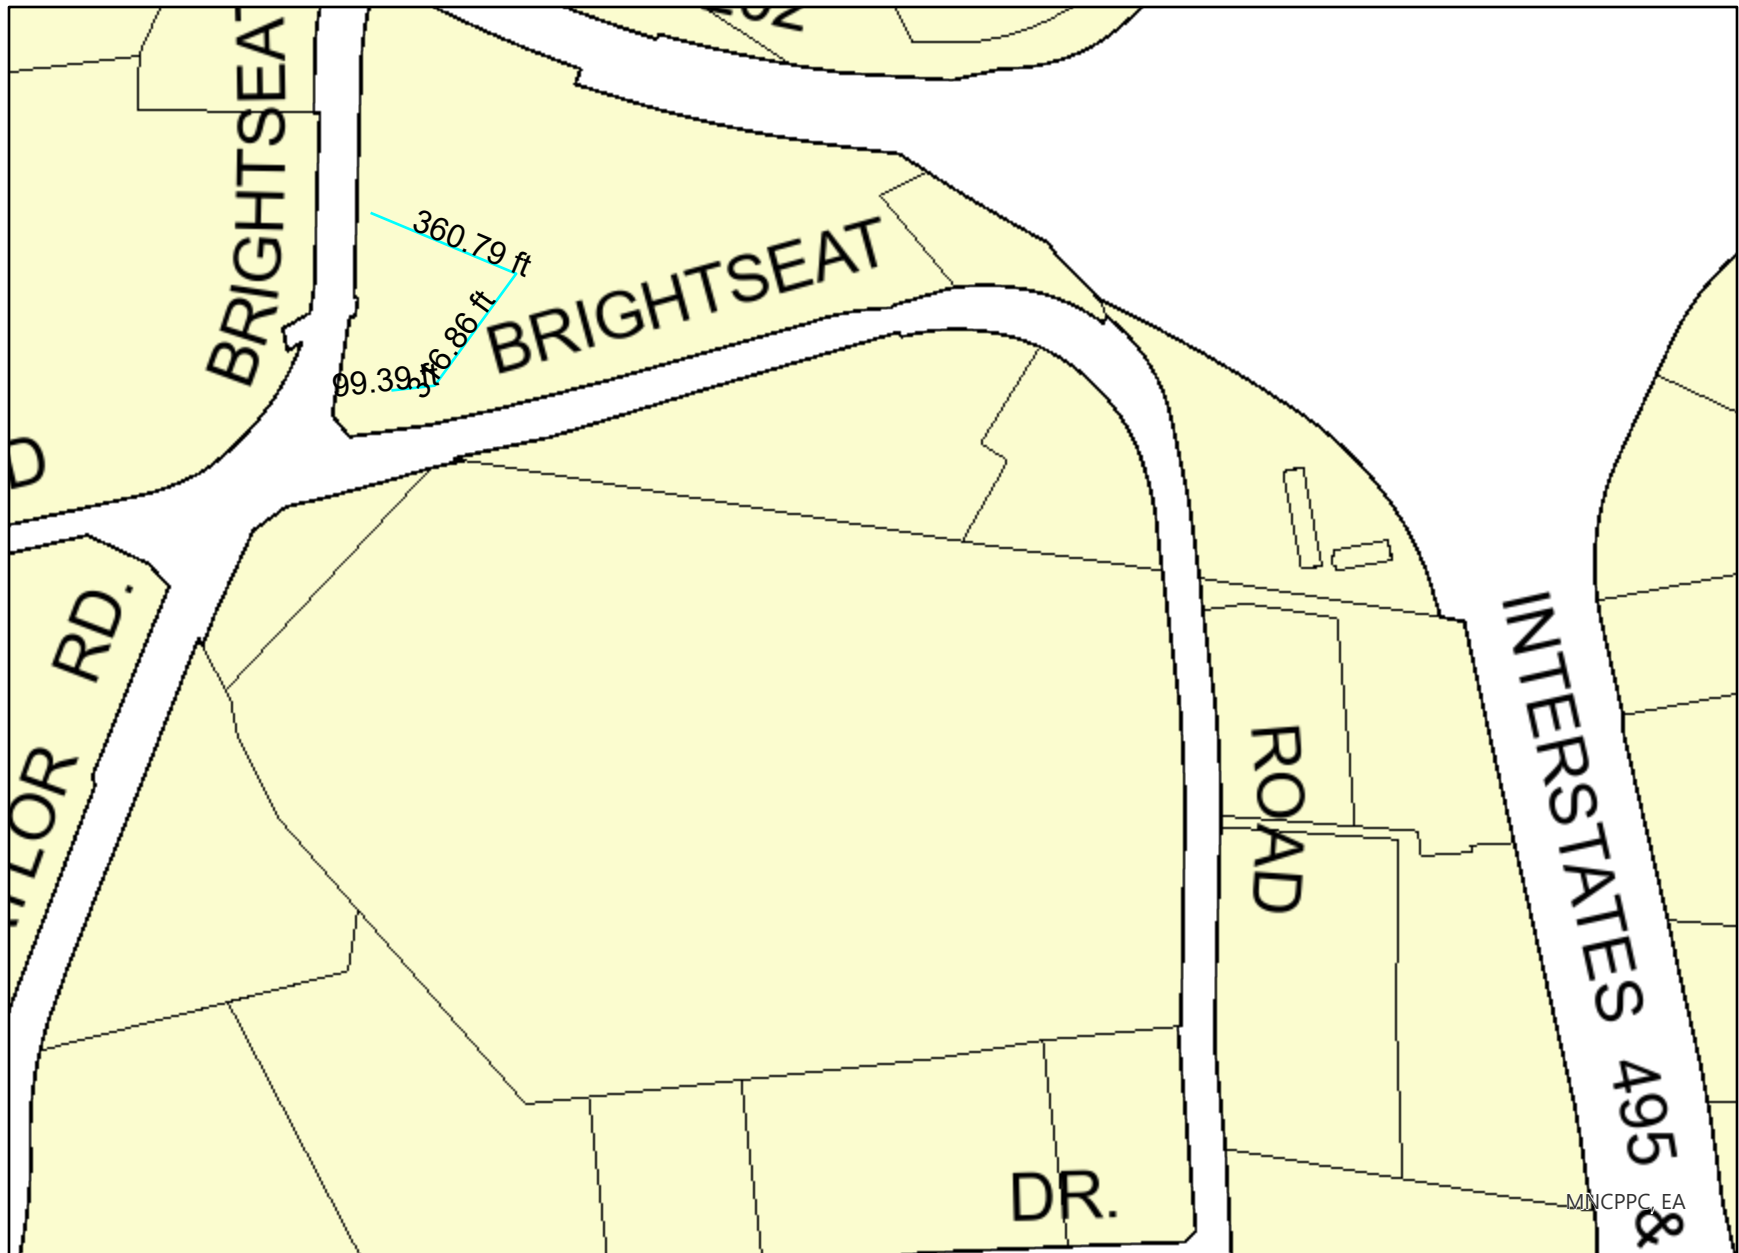 BRIGHTSEAT
360.79 ft
BRIGHTSEAT
99.39 ft
RD.
INTERSTATES 495 &
ROAD
DR.
MNCPPC, EA